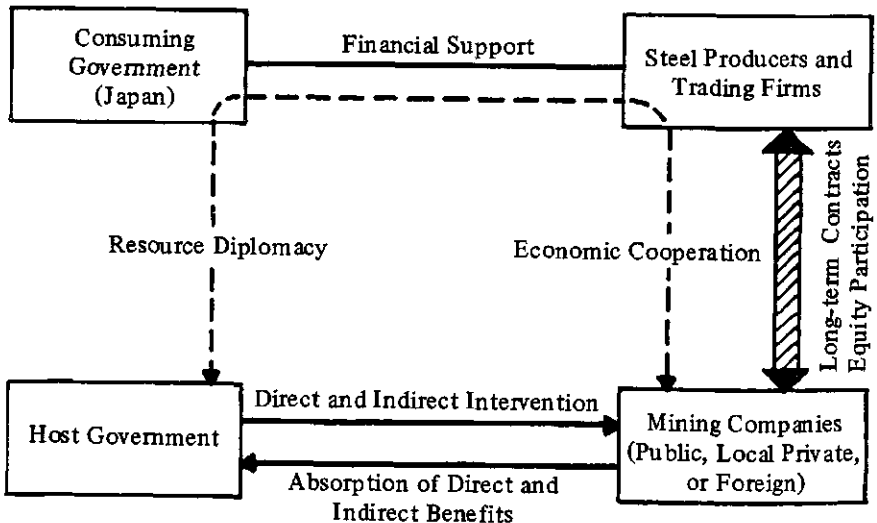 Consuming
Government
(Japan)
Financial Support
Steel Producers and
Trading Firms
Resource Diplomacy
Economic Cooperation
Long-term Contracts
Equity Participation
Host Government
Direct and Indirect Intervention
Absorption of Direct and
Indirect Benefits
Mining Companies
(Public, Local Private,
or Foreign)